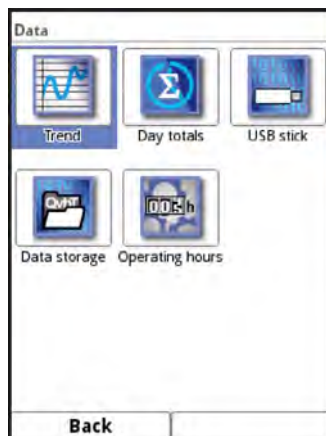 Data
Trend
Day totals
USB stick
Data storage
Operating hours
Back